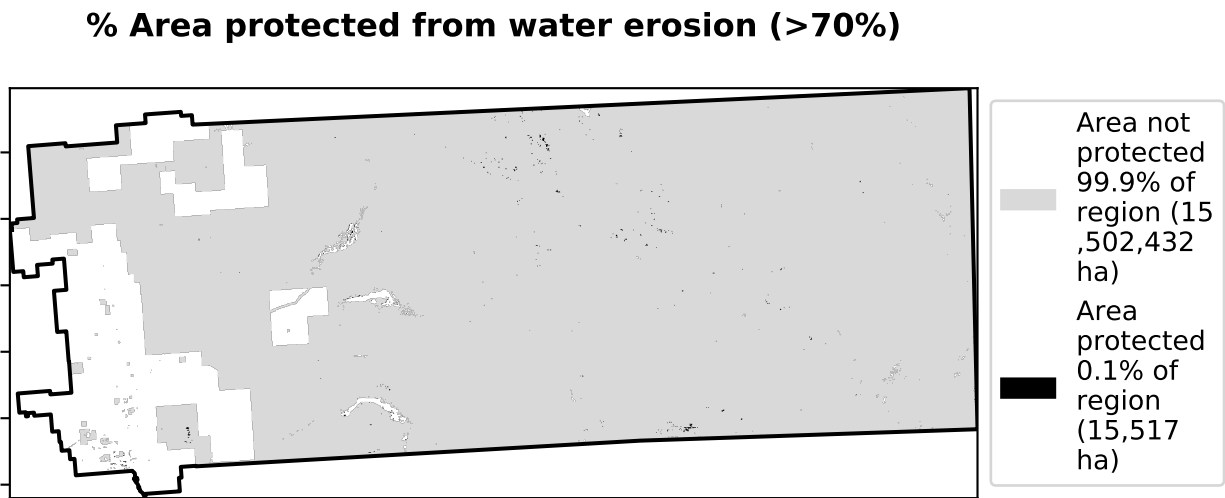 % Area protected from water erosion (>70%)
Area not
protected
99.9% of
region (15
,502,432
ha)
Area
protected
0.1% of
region
(15,517
ha)